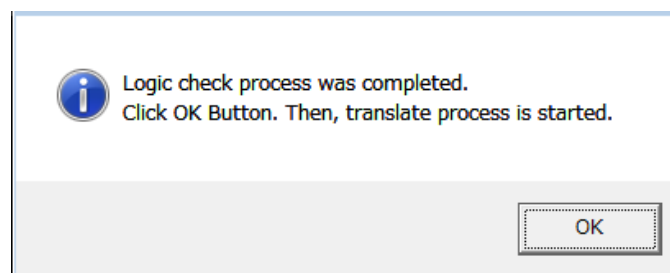 Logic check process was completed.
Click OK Button. Then, translate process is started.
OK